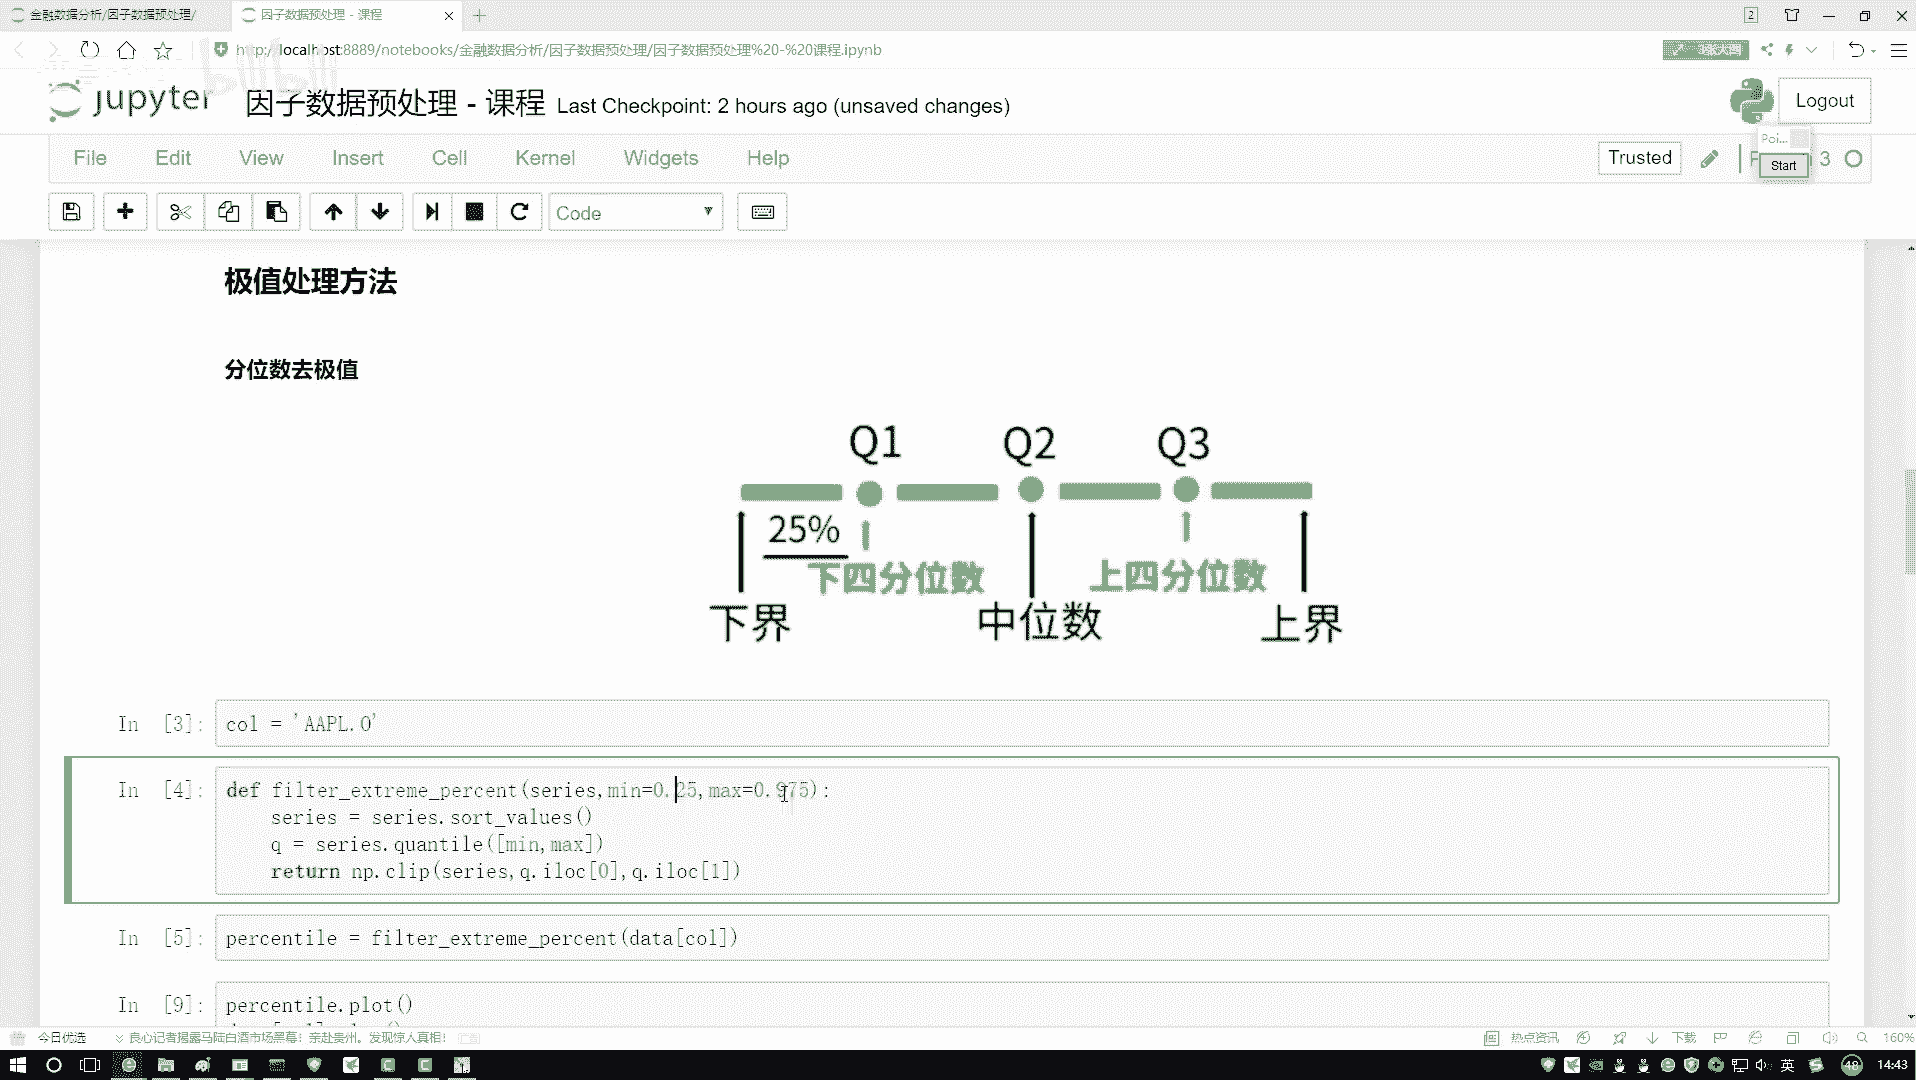 金融数据分析/因子数据预处理/
因子数据预处理 - 课程
2
http://localhost:8889/notebooks/金融数据分析/因子数据预处理/因子数据预处理%20-%20课程.ipynb
jupyter 因子数据预处理 - 课程 Last Checkpoint: 2 hours ago (unsaved changes)
Logout
File Edit View Insert Cell Kernel Widgets Help
Trusted
3
Poi...
Start
Code
极值处理方法
分位数去极值
Q1 Q2 Q3
25%
下四分位数 上四分位数
下界 中位数 上界
In [3]: col = 'AAPL.O'
In [4]: def filter_extreme_percent(series,min=0.25,max=0.975):
series = series.sort_values()
q = series.quantile([min,max])
return np.clip(series,q.iloc[0],q.iloc[1])
In [5]: percentile = filter_extreme_percent(data[col])
In [9]: percentile.plot()
今日优选
良心记者揭露马陆白酒市场黑幕! 亲赴贵州。发现惊人真相!
热点资讯
下载
160%
英
48
14:43